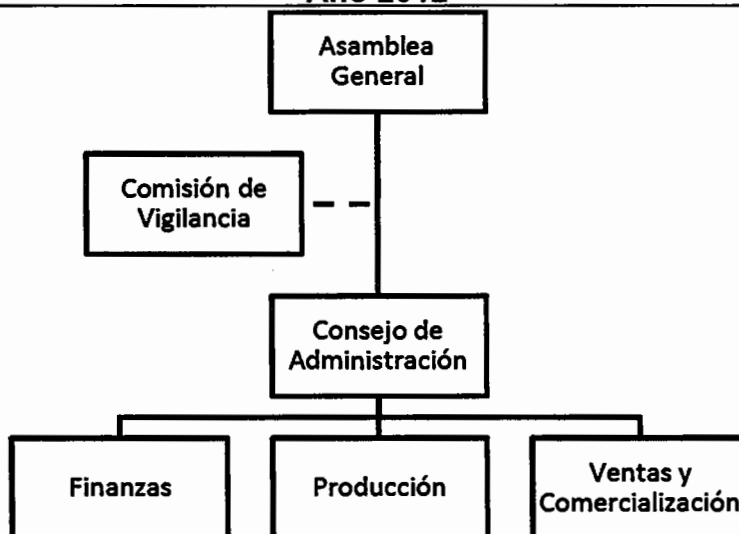 Asamblea
General
Comisión de
Vigilancia
Consejo de
Administración
Finanzas
Producción
Ventas y
Comercialización